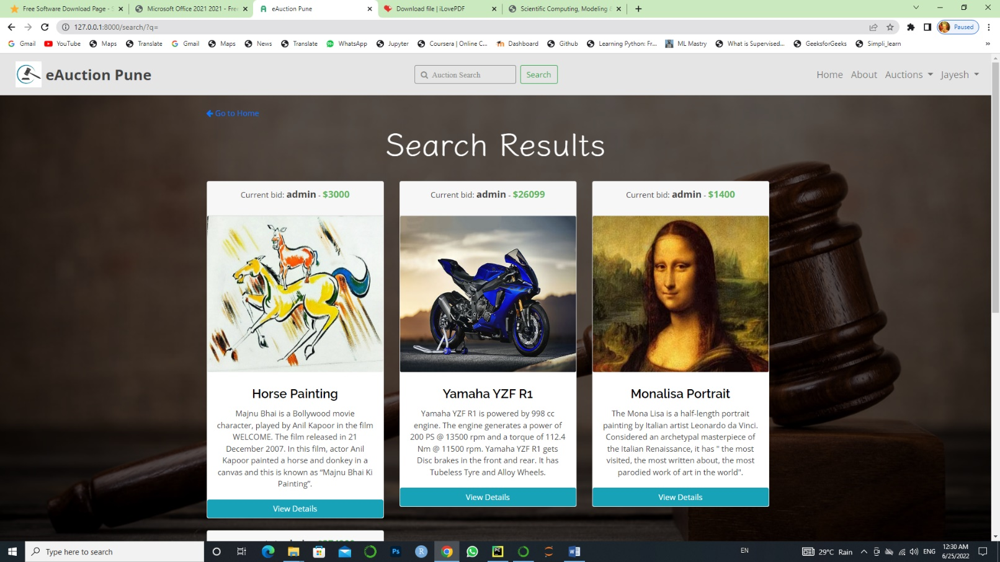 Free Software Download Page - S
Microsoft Office 2021 2021 - Free
eAuction Pune
Download file | iLovePDF
Scientific Computing, Modeling &
127.0.0.1:8000/search/?q=
Paused
Gmail
YouTube
Maps
Translate
Gmail
Maps
News
Translate
WhatsApp
Jupyter
Coursera | Online C...
Dashboard
Github
Learning Python: Fr...
ML Mastry
What is Supervised...
GeeksforGeeks
Simpli_learn
»
eAuction Pune
Auction Search
Search
Home
About
Auctions
Jayesh
Go to Home
Search Results
Current bid: admin - $3000
Horse Painting
Majnu Bhai is a Bollywood movie
character, played by Anil Kapoor in the film
WELCOME. The film released in 21
December 2007. In this film, actor Anil
Kapoor painted a horse and donkey in a
canvas and this is known as “Majnu Bhai Ki
Painting”.
View Details
Current bid: admin - $26099
Yamaha YZF R1
Yamaha YZF R1 is powered by 998 cc
engine. The engine generates a power of
200 PS @ 13500 rpm and a torque of 112.4
Nm @ 11500 rpm. Yamaha YZF R1 gets
Disc brakes in the front and rear. It has
Tubeless Tyre and Alloy Wheels.
View Details
Current bid: admin - $1400
Monalisa Portrait
The Mona Lisa is a half-length portrait
painting by Italian artist Leonardo da Vinci.
Considered an archetypal masterpiece of
the Italian Renaissance, it has " the most
visited, the most written about, the most
parodied work of art in the world".
View Details
Type here to search
Ps
R
PC
W
EN
29°C Rain
ENG
12:30 AM
6/25/2022